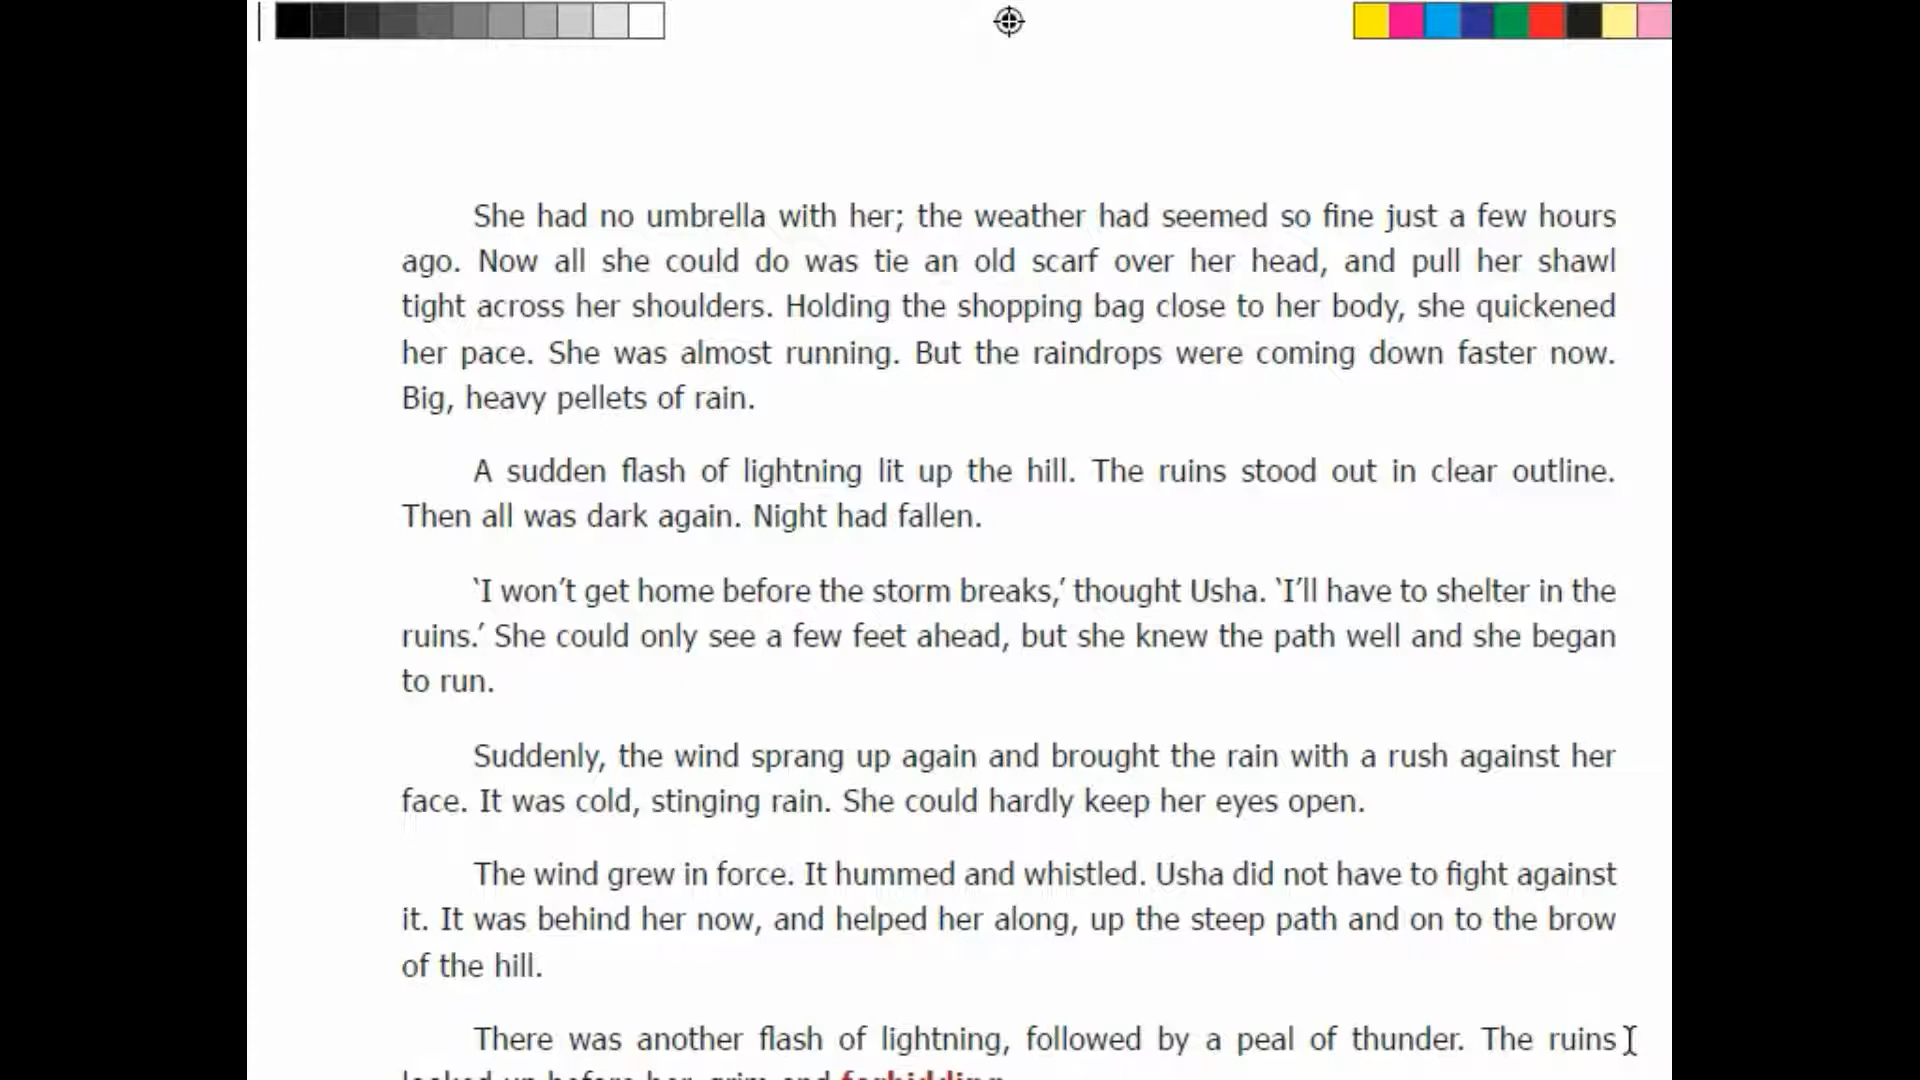 She had no umbrella with her; the weather had seemed so fine just a few hours
ago. Now all she could do was tie an old scarf over her head, and pull her shawl
tight across her shoulders. Holding the shopping bag close to her body, she quickened
her pace. She was almost running. But the raindrops were coming down faster now.
Big, heavy pellets of rain.
A sudden flash of lightning lit up the hill. The ruins stood out in clear outline.
Then all was dark again. Night had fallen.
‘I won’t get home before the storm breaks,’ thought Usha. ‘I’ll have to shelter in the
ruins.’ She could only see a few feet ahead, but she knew the path well and she began
to run.
Suddenly, the wind sprang up again and brought the rain with a rush against her
face. It was cold, stinging rain. She could hardly keep her eyes open.
The wind grew in force. It hummed and whistled. Usha did not have to fight against
it. It was behind her now, and helped her along, up the steep path and on to the brow
of the hill.
There was another flash of lightning, followed by a peal of thunder. The ruins
up before her, grim and forbidding